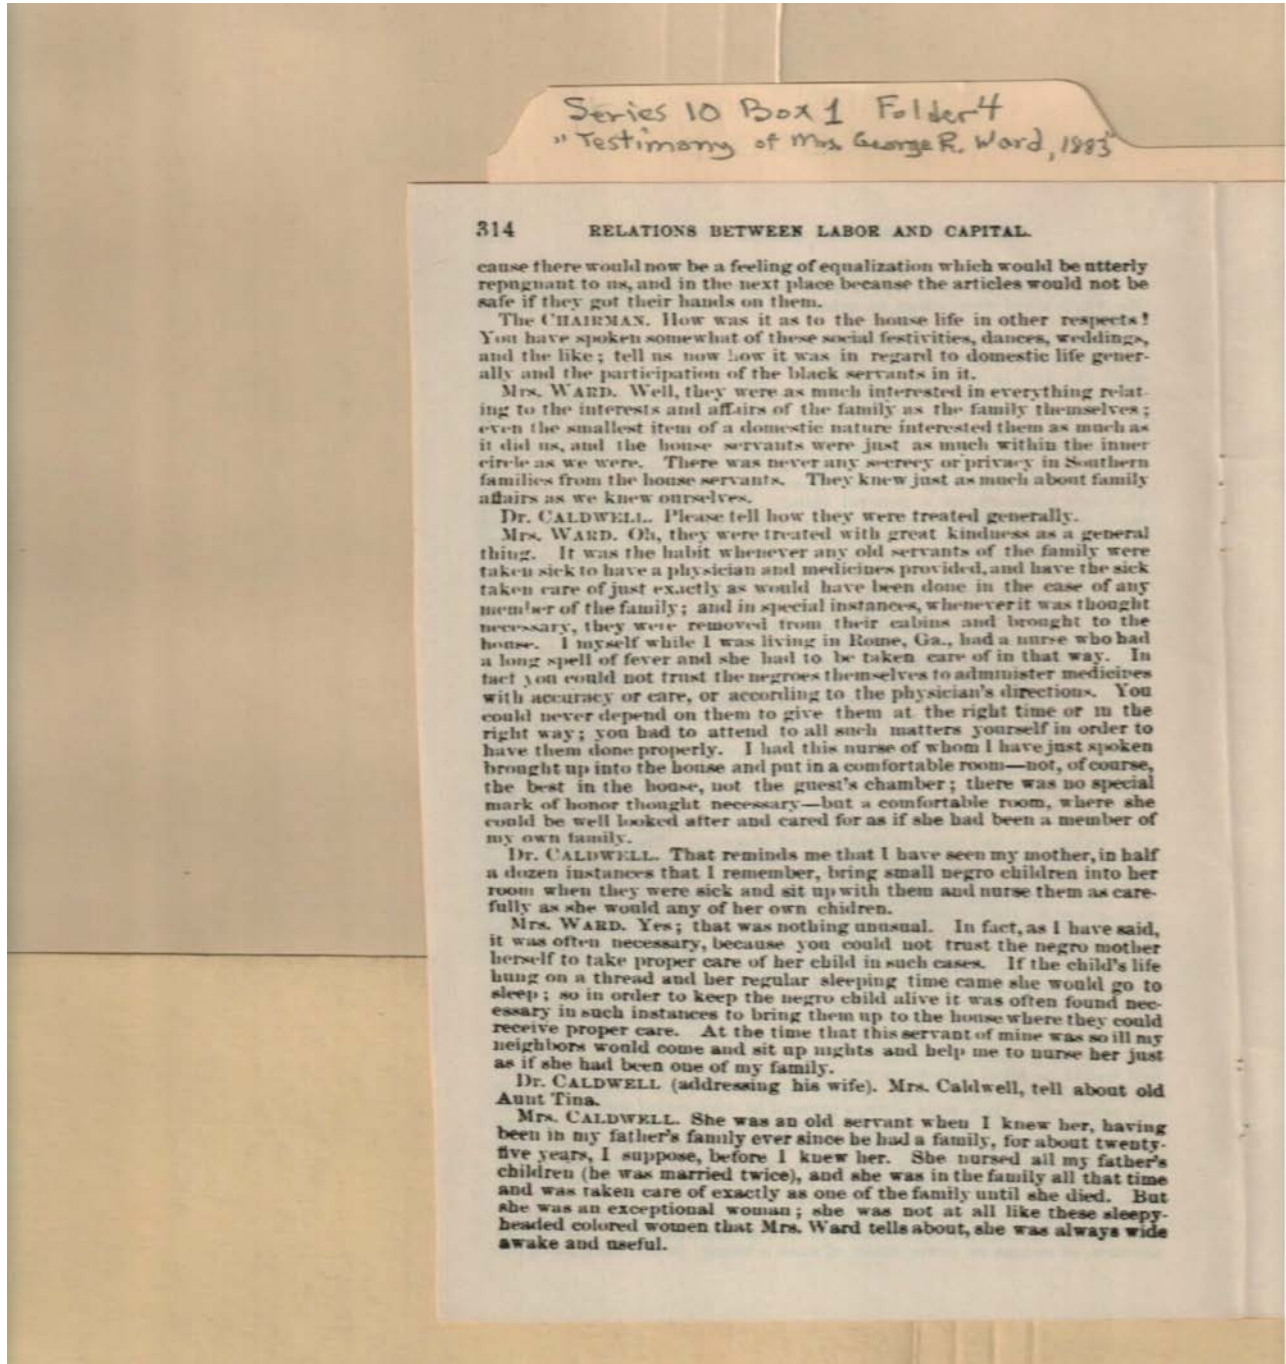 Series 10 Box 1 Folder 4
"Testimony of Mrs. George R. Ward, 1883"
314 RELATIONS BETWEEN LABOR AND CAPITAL.
cause there would now be a feeling of equalization which would be utterly
repugnant to us, and in the next place because the articles would not be
safe if they got their hands on them.
The CHAIRMAN. How was it as to the house life in other respects?
You have spoken somewhat of these social festivities, dances, weddings,
and the like; tell us now how it was in regard to domestic life gener-
ally and the participation of the black servants in it.
Mrs. WARD. Well, they were as much interested in everything relat-
ing to the interests and affairs of the family as the family themselves;
even the smallest item of a domestic nature interested them as much as
it did us, and the house servants were just as much within the inner
circle as we were. There was never any secrecy or privacy in Southern
families from the house servants. They knew just as much about family
affairs as we knew ourselves.
Dr. CALDWELL. Please tell how they were treated generally.
Mrs. WARD. Oh, they were treated with great kindness as a general
thing. It was the habit whenever any old servants of the family were
taken sick to have a physician and medicines provided, and have the sick
taken care of just exactly as would have been done in the case of any
member of the family; and in special instances, whenever it was thought
necessary, they were removed from their cabins and brought to the
house. I myself while I was living in Rome, Ga., had a nurse who had
a long spell of fever and she had to be taken care of in that way. In
fact you could not trust the negroes themselves to administer medicines
with accuracy or care, or according to the physician's directions. You
could never depend on them to give them at the right time or in the
right way; you had to attend to all such matters yourself in order to
have them done properly. I had this nurse of whom I have just spoken
brought up into the house and put in a comfortable room—not, of course,
the best in the house, not the guest's chamber; there was no special
mark of honor thought necessary—but a comfortable room, where she
could be well looked after and cared for as if she had been a member of
my own family.
Dr. CALDWELL. That reminds me that I have seen my mother, in half
a dozen instances that I remember, bring small negro children into her
room when they were sick and sit up with them and nurse them as care-
fully as she would any of her own chidren.
Mrs. WARD. Yes; that was nothing unusual. In fact, as I have said,
it was often necessary, because you could not trust the negro mother
herself to take proper care of her child in such cases. If the child's life
hung on a thread and her regular sleeping time came she would go to
sleep; so in order to keep the negro child alive it was often found nec-
essary in such instances to bring them up to the house where they could
receive proper care. At the time that this servant of mine was so ill my
neighbors would come and sit up nights and help me to nurse her just
as if she had been one of my family.
Dr. CALDWELL (addressing his wife). Mrs. Caldwell, tell about old
Aunt Tina.
Mrs. CALDWELL. She was an old servant when I knew her, having
been in my father's family ever since he had a family, for about twenty-
five years, I suppose, before I knew her. She nursed all my father's
children (he was married twice), and she was in the family all that time
and was taken care of exactly as one of the family until she died. But
she was an exceptional woman; she was not at all like these sleepy-
headed colored women that Mrs. Ward tells about, she was always wide
awake and useful.